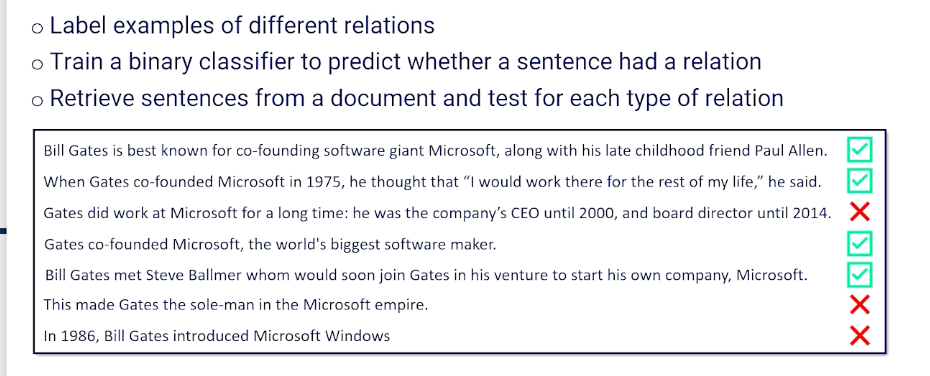 o Label examples of different relations
o Train a binary classifier to predict whether a sentence had a relation
o Retrieve sentences from a document and test for each type of relation
Bill Gates is best known for co-founding software giant Microsoft, along with his late childhood friend Paul Allen.
When Gates co-founded Microsoft in 1975, he thought that “I would work there for the rest of my life,” he said.
Gates did work at Microsoft for a long time: he was the company’s CEO until 2000, and board director until 2014.
Gates co-founded Microsoft, the world's biggest software maker.
Bill Gates met Steve Ballmer whom would soon join Gates in his venture to start his own company, Microsoft.
This made Gates the sole-man in the Microsoft empire.
In 1986, Bill Gates introduced Microsoft Windows